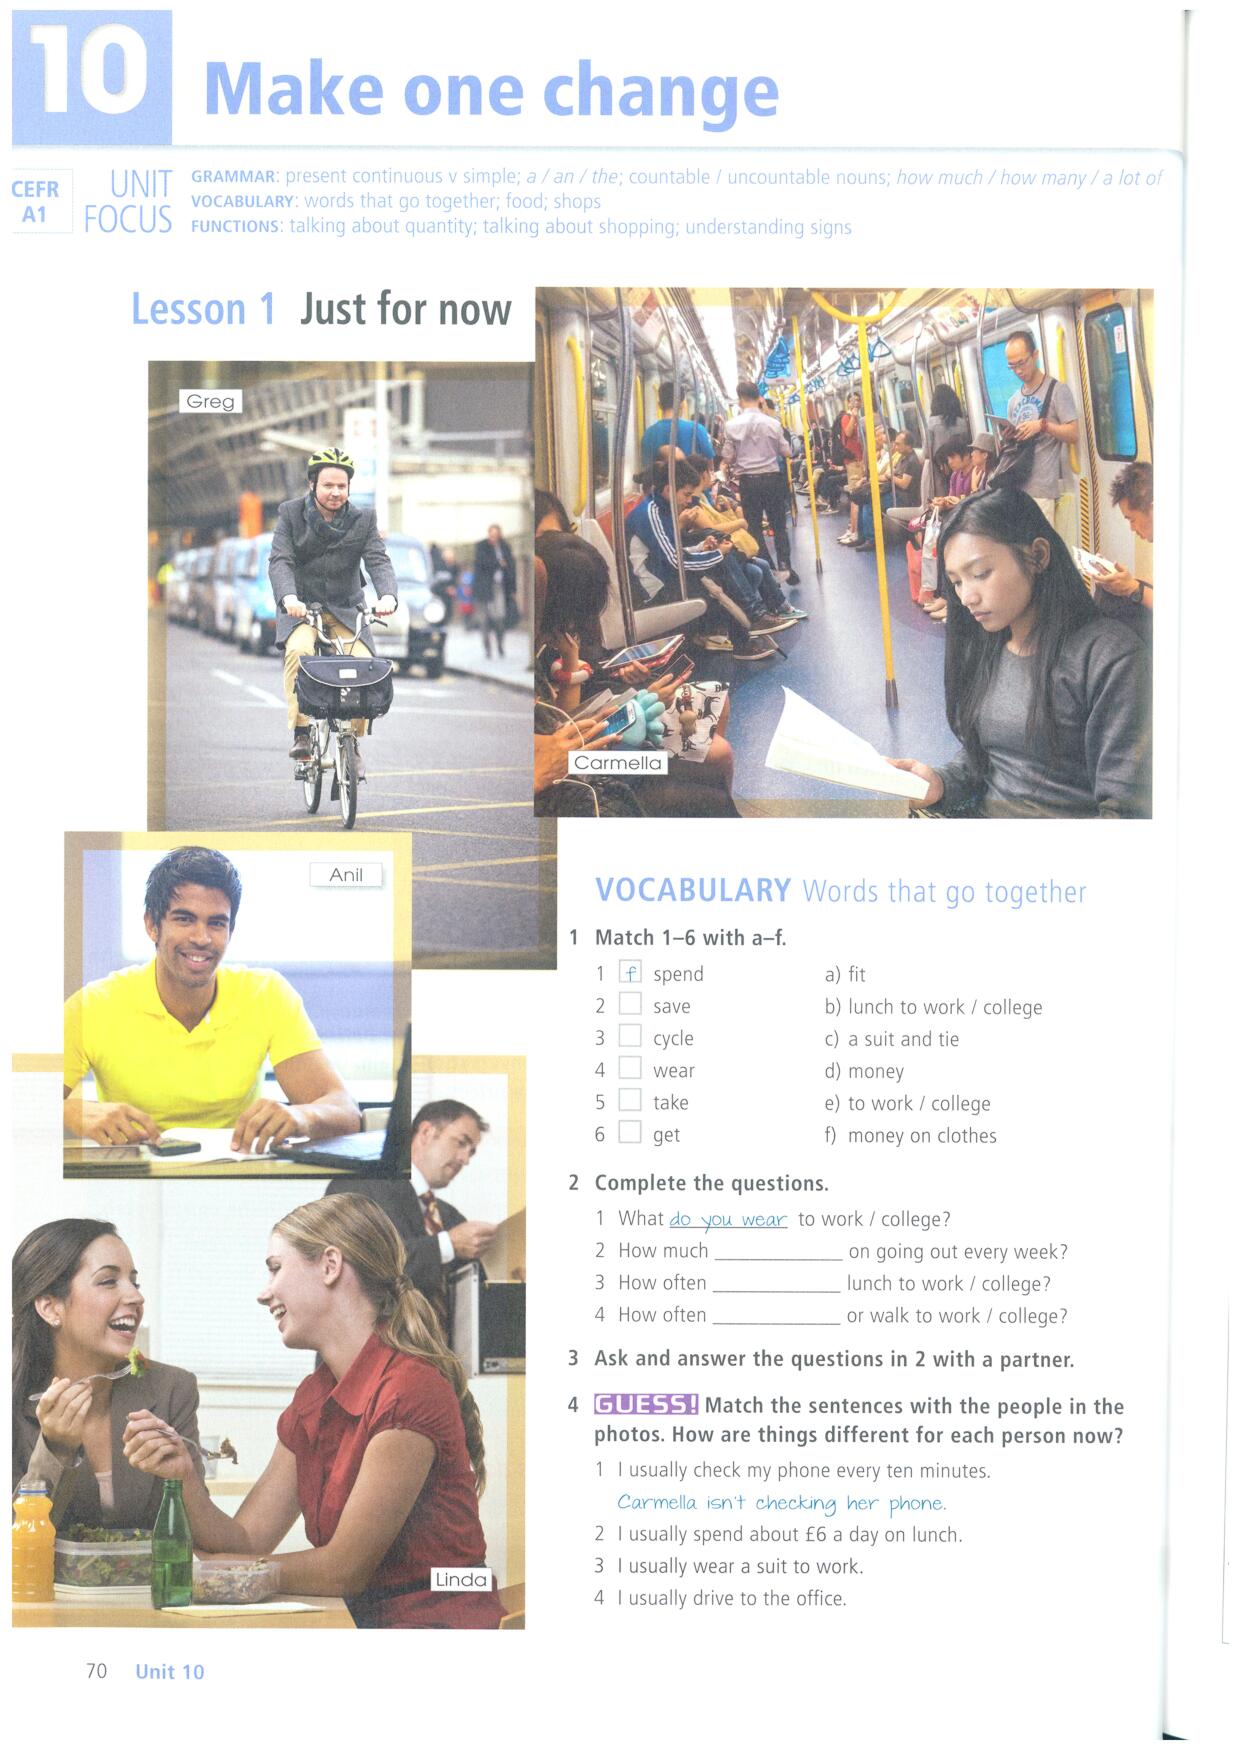 10
Make one change
CEFR
A1
UNIT
FOCUS
GRAMMAR: present continuous v simple; a / an / the; countable / uncountable nouns; how much / how many / a lot of
VOCABULARY: words that go together; food; shops
FUNCTIONS: talking about quantity; talking about shopping; understanding signs
Lesson 1 Just for now
Greg
Carmella
Anil
Linda
VOCABULARY Words that go together
1 Match 1–6 with a–f.
1 f spend a) fit
2 save b) lunch to work / college
3 cycle c) a suit and tie
4 wear d) money
5 take e) to work / college
6 get f) money on clothes
2 Complete the questions.
1 What do you wear to work / college?
2 How much ____________ on going out every week?
3 How often ____________ lunch to work / college?
4 How often ____________ or walk to work / college?
3 Ask and answer the questions in 2 with a partner.
4 GUESS! Match the sentences with the people in the
photos. How are things different for each person now?
1 I usually check my phone every ten minutes.
Carmella isn't checking her phone.
2 I usually spend about £6 a day on lunch.
3 I usually wear a suit to work.
4 I usually drive to the office.
70 Unit 10